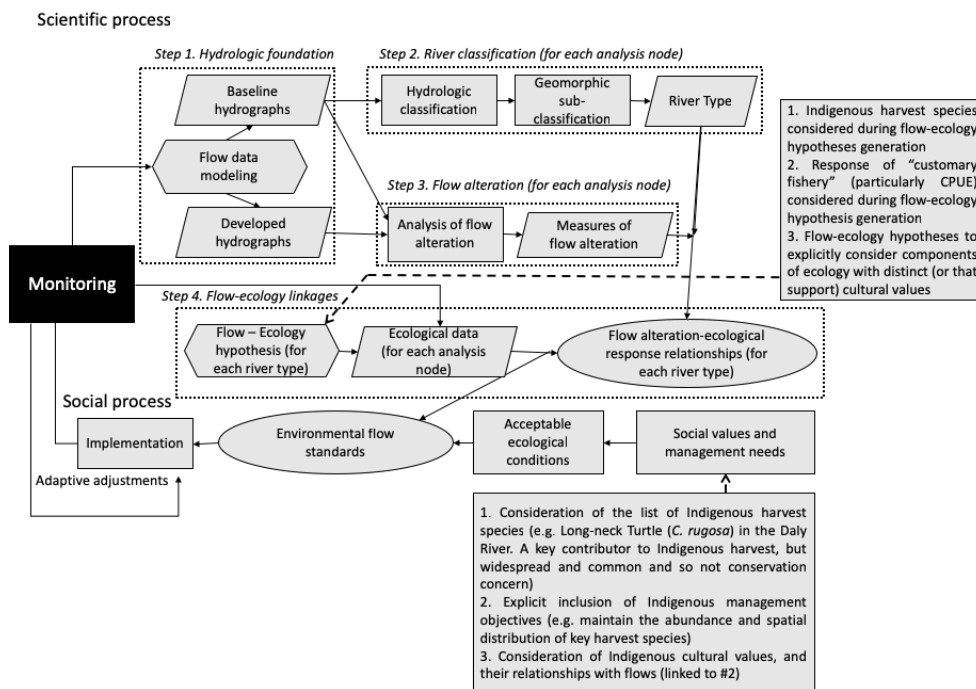 Scientific process
Step 1. Hydrologic foundation
Baseline
hydrographs
Flow data
modeling
Developed
hydrographs
Step 2. River classification (for each analysis node)
Hydrologic
classification
Geomorphic
sub-
classification
River Type
Step 3. Flow alteration (for each analysis node)
Analysis of flow
alteration
Measures of
flow alteration
1. Indigenous harvest species
considered during flow-ecology
hypotheses generation
2. Response of “customary
fishery” (particularly CPUE)
considered during flow-ecology
hypothesis generation
3. Flow-ecology hypotheses to
explicitly consider components
of ecology with distinct (or that
support) cultural values
Monitoring
Step 4. Flow-ecology linkages
Flow – Ecology
hypothesis (for
each river type)
Ecological data
(for each analysis
node)
Flow alteration-ecological
response relationships (for
each river type)
Social process
Implementation
Environmental flow
standards
Acceptable
ecological
conditions
Social values and
management needs
Adaptive adjustments
1. Consideration of the list of Indigenous harvest
species (e.g. Long-neck Turtle (C. rugosa) in the Daly
River. A key contributor to Indigenous harvest, but
widespread and common and so not conservation
concern)
2. Explicit inclusion of Indigenous management
objectives (e.g. maintain the abundance and spatial
distribution of key harvest species)
3. Consideration of Indigenous cultural values, and
their relationships with flows (linked to #2)